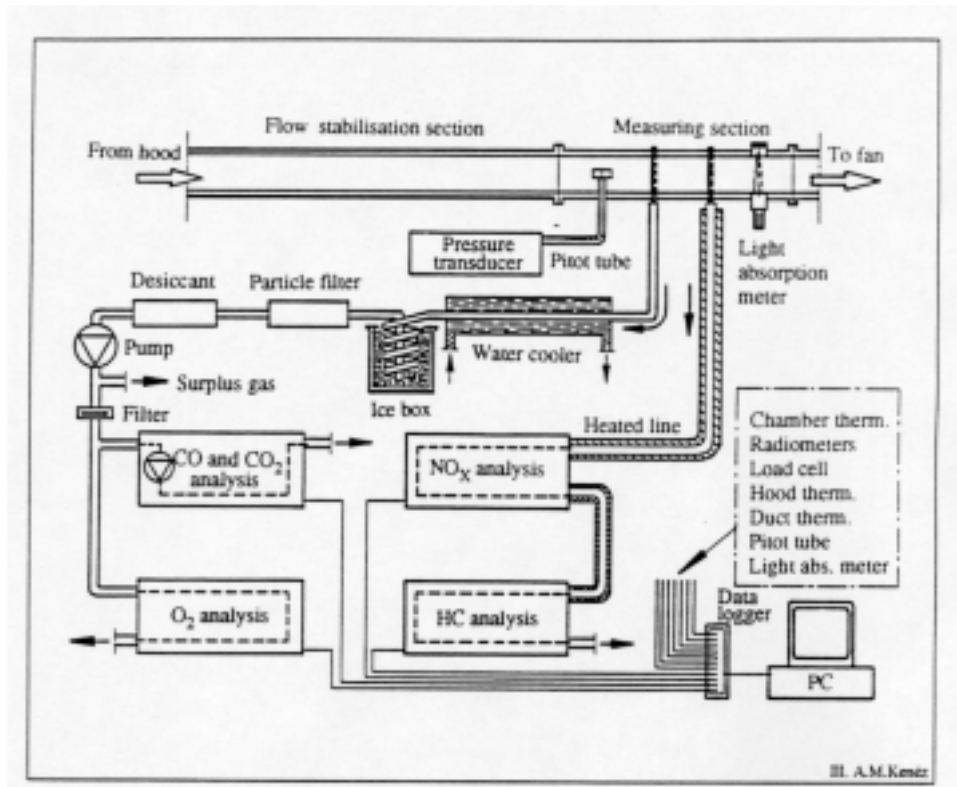 Flow stabilisation section
Measuring section
From hood
To fan
Pressure
transducer
Pitot tube
Light
absorption
meter
Desiccant
Particle filter
Pump
Water cooler
Surplus gas
Ice box
Filter
Heated line
CO and CO2
analysis
NOX analysis
Chamber therm.
Radiometers
Load cell
Hood therm.
Duct therm.
Pitot tube
Light abs. meter
O2 analysis
HC analysis
Data
logger
PC
Ill. A.M.